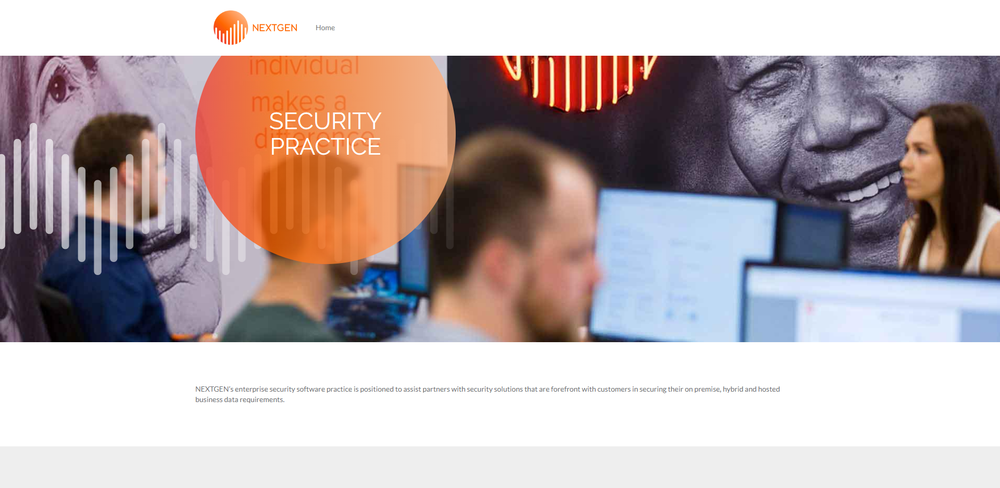 NEXTGEN
Home
individual
makes a
difference.
SECURITY
PRACTICE
NEXTGEN’s enterprise security software practice is positioned to assist partners with security solutions that are forefront with customers in securing their on premise, hybrid and hosted
business data requirements.